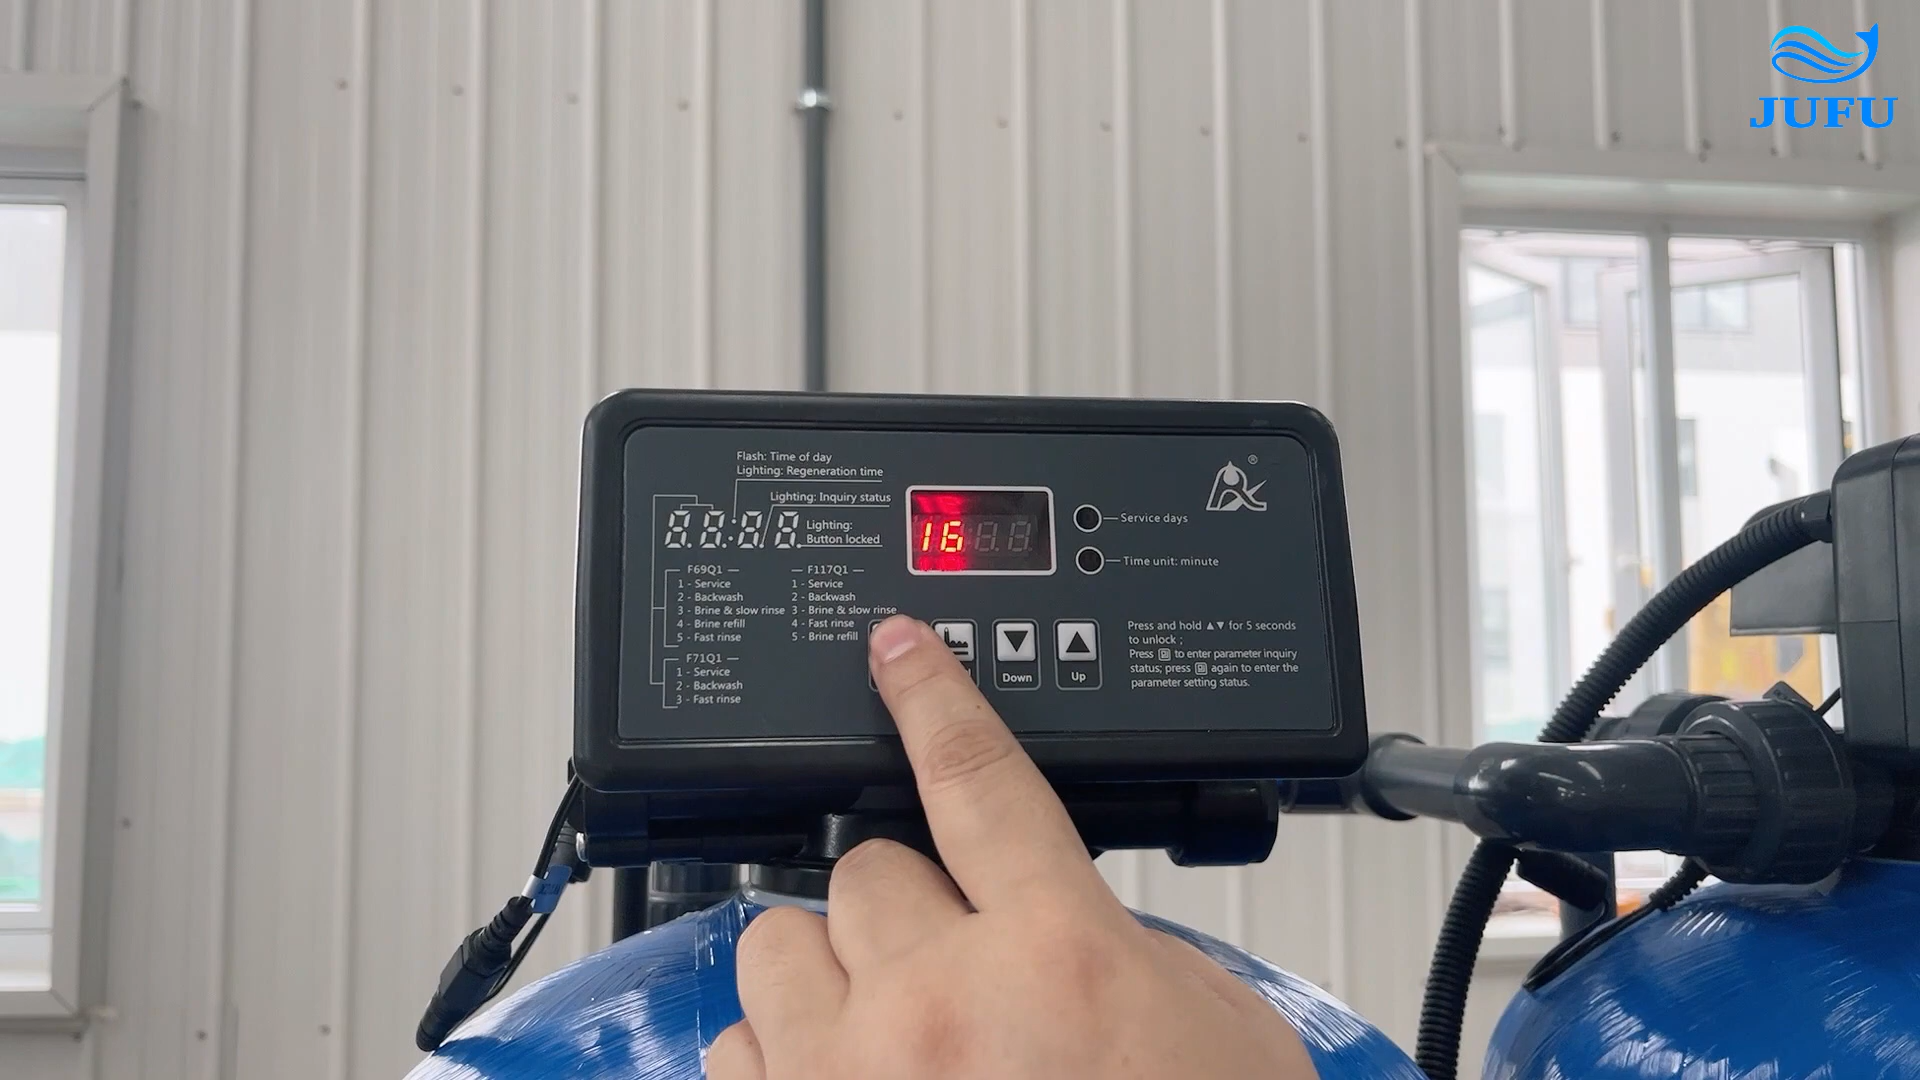 JUFU
Flash: Time of day
Lighting: Regeneration time
Lighting: Inquiry status
88:88.
Lighting:
Button locked
F69Q1
1 - Service
2 - Backwash
3 - Brine & slow rinse
4 - Brine refill
5 - Fast rinse
F117Q1
1 - Service
2 - Backwash
3 - Brine & slow rinse
4 - Fast rinse
5 - Brine refill
F71Q1
1 - Service
2 - Backwash
3 - Fast rinse
16
Service days
Time unit: minute
®
Down
Up
Press and hold ▲▼ for 5 seconds
to unlock ;
Press to enter parameter inquiry
status; press again to enter the
parameter setting status.